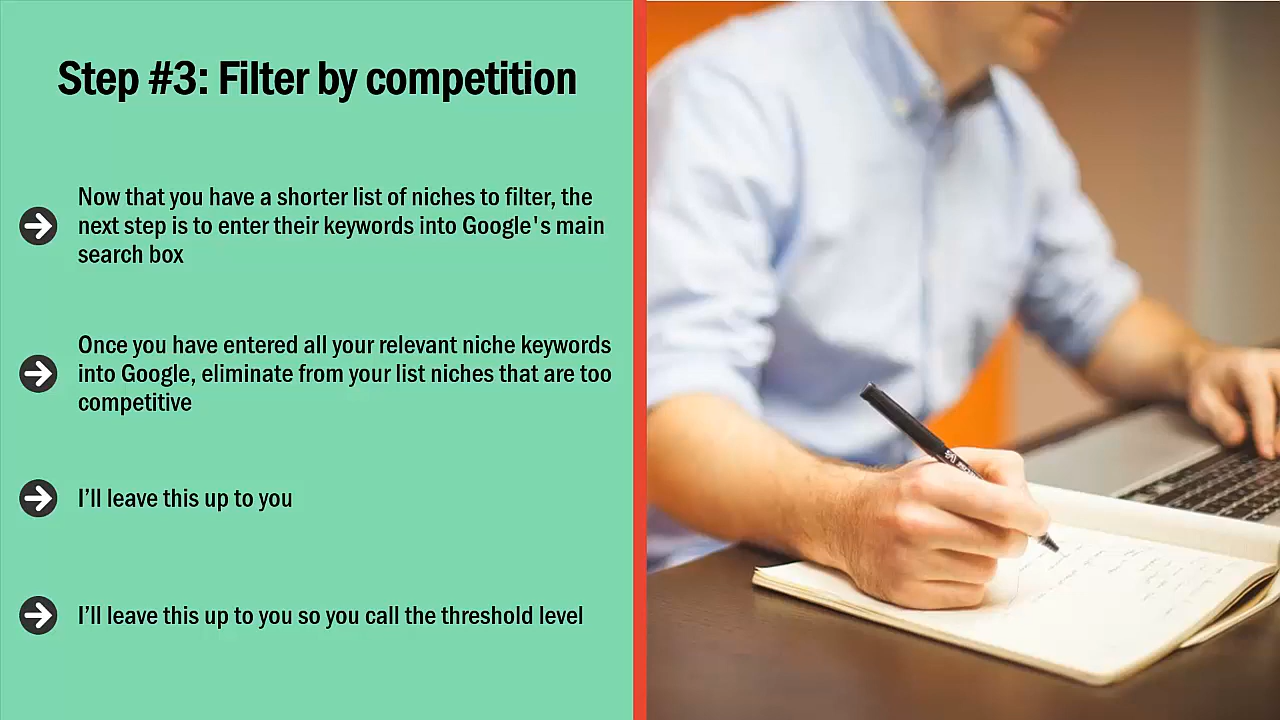 Step #3: Filter by competition
Now that you have a shorter list of niches to filter, the
next step is to enter their keywords into Google's main
search box
Once you have entered all your relevant niche keywords
into Google, eliminate from your list niches that are too
competitive
I’ll leave this up to you
I’ll leave this up to you so you call the threshold level